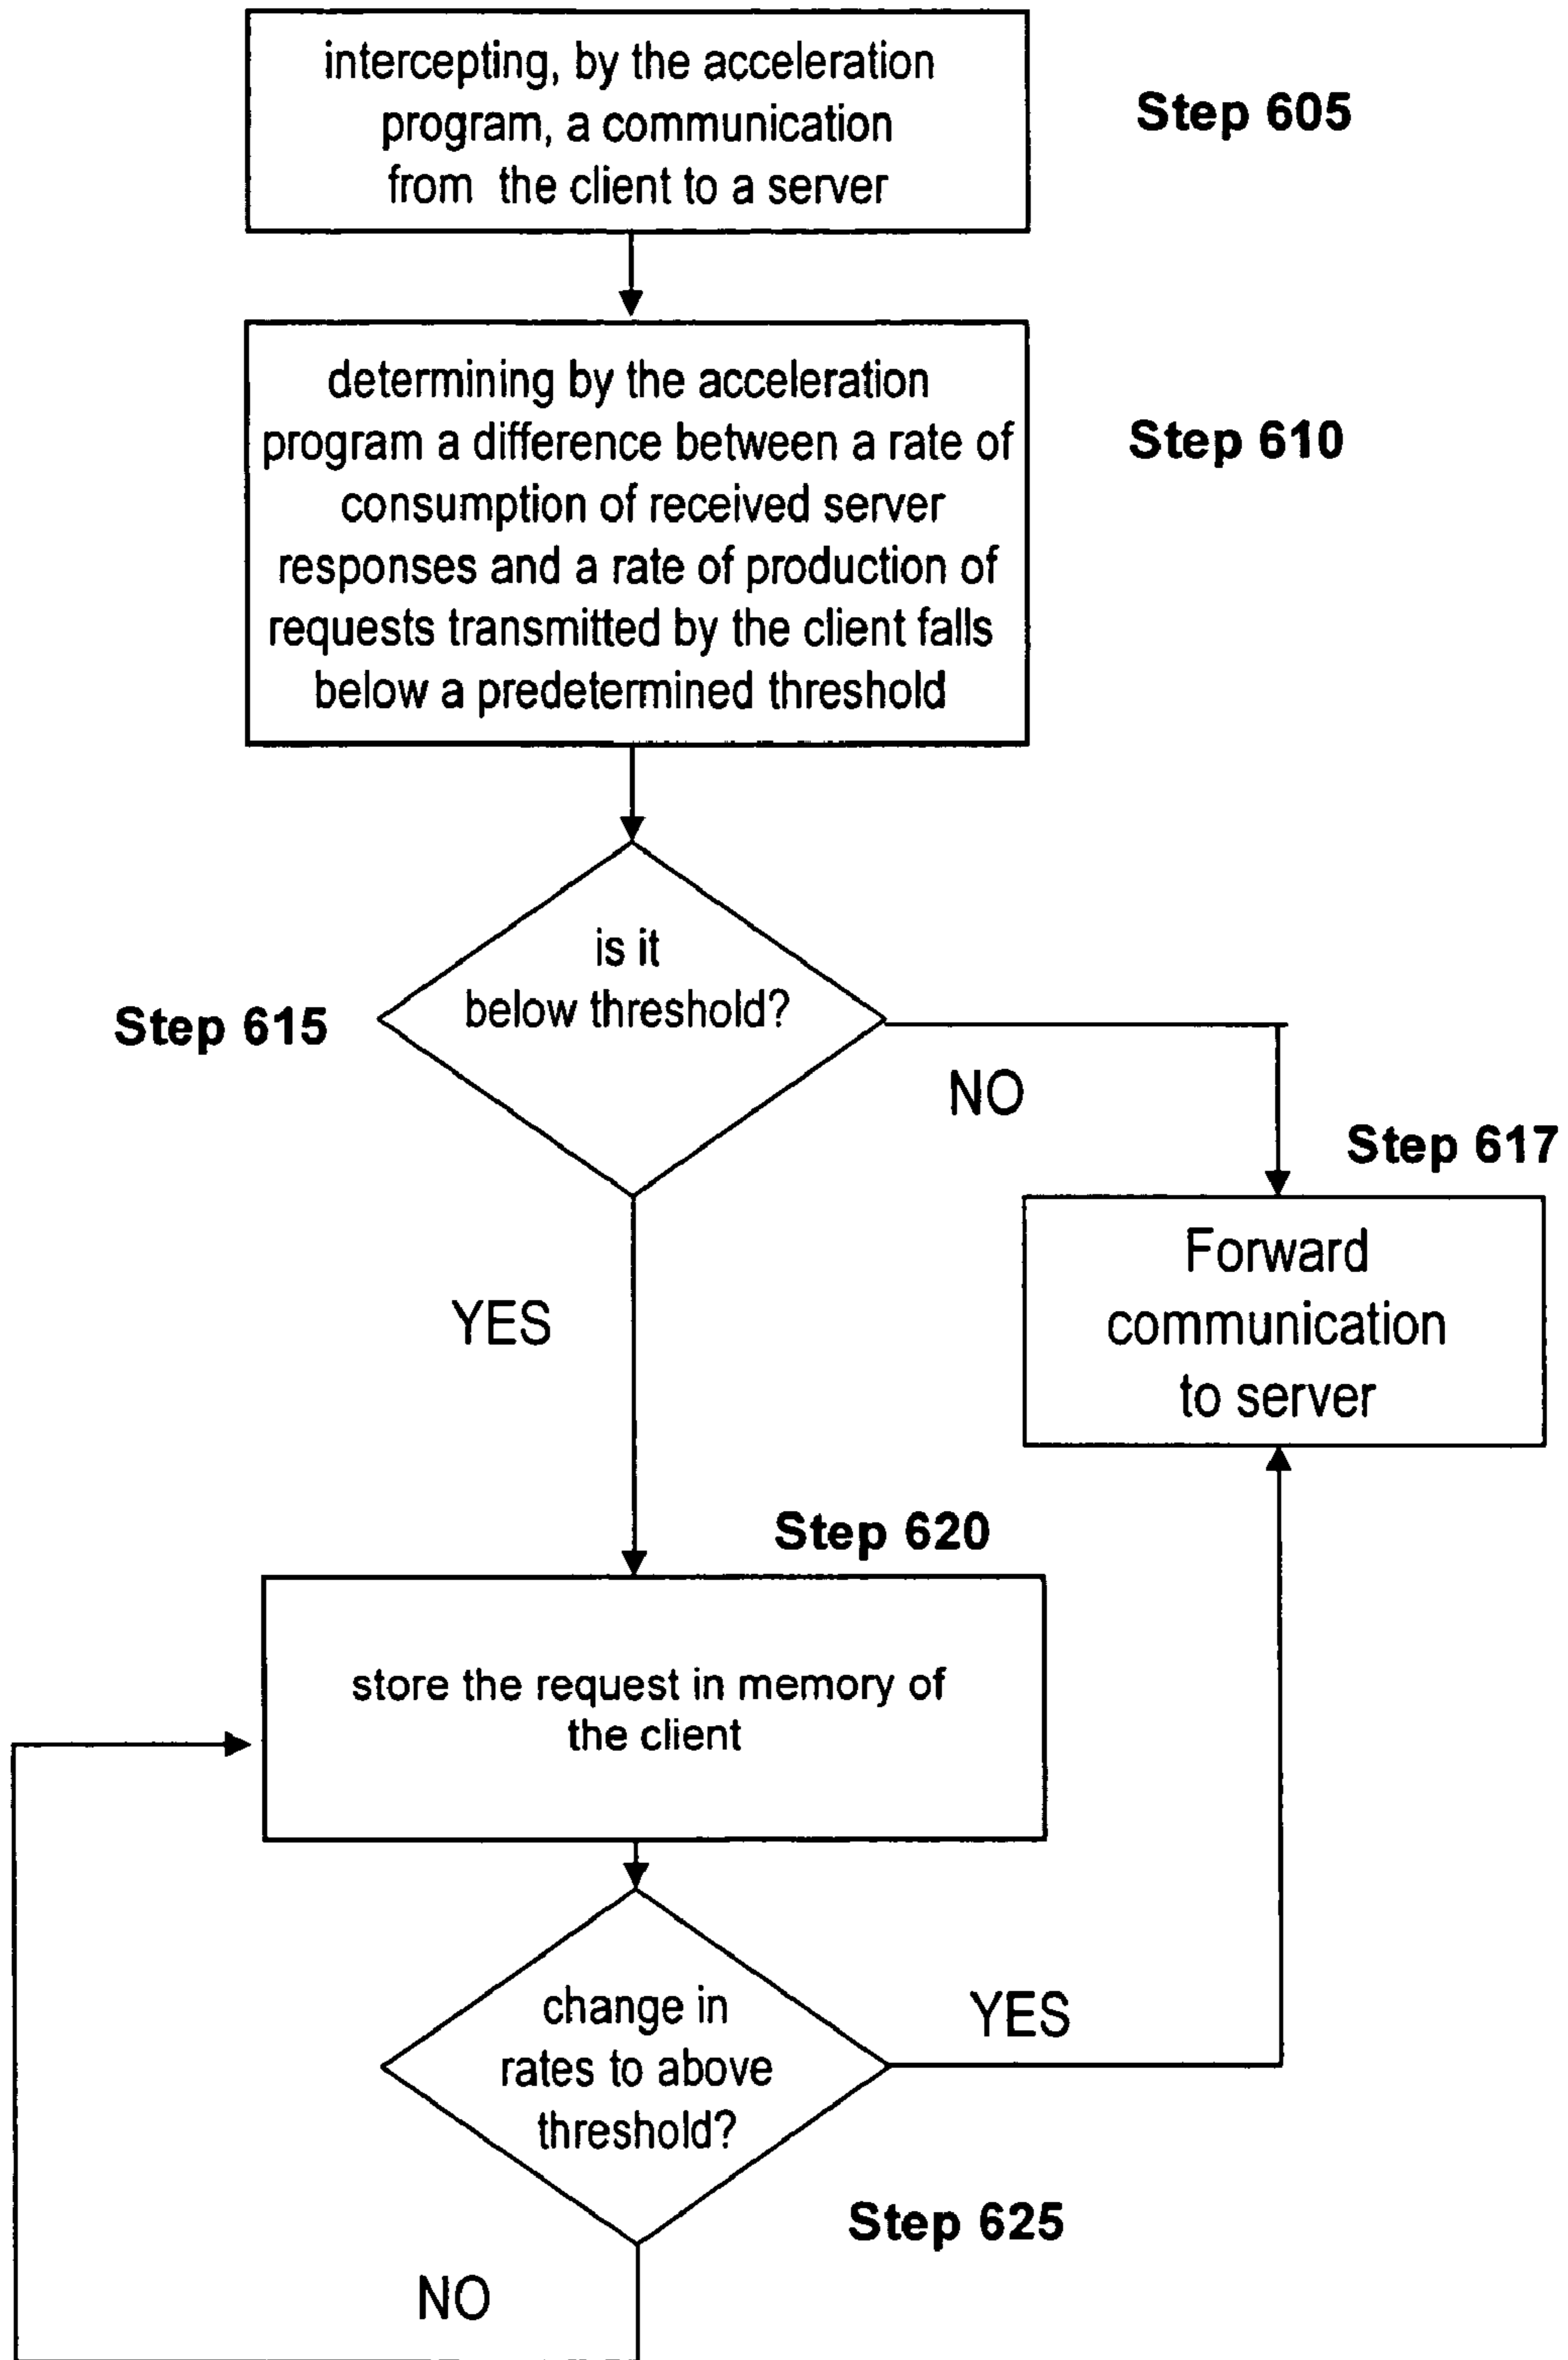 intercepting, by the acceleration
program, a communication
from the client to a server
Step 605
determining by the acceleration
program a difference between a rate of
consumption of received server
responses and a rate of production of
requests transmitted by the client falls
below a predetermined threshold
Step 610
is it
below threshold?
Step 615
NO
Step 617
Forward
communication
to server
YES
Step 620
store the request in memory of
the client
change in
rates to above
threshold?
YES
Step 625
NO